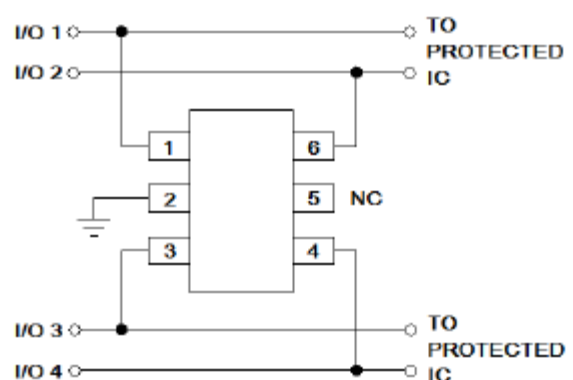 I/O 1
TO
PROTECTED
IC
I/O 2
1
6
2
5
NC
3
4
I/O 3
TO
PROTECTED
IC
I/O 4